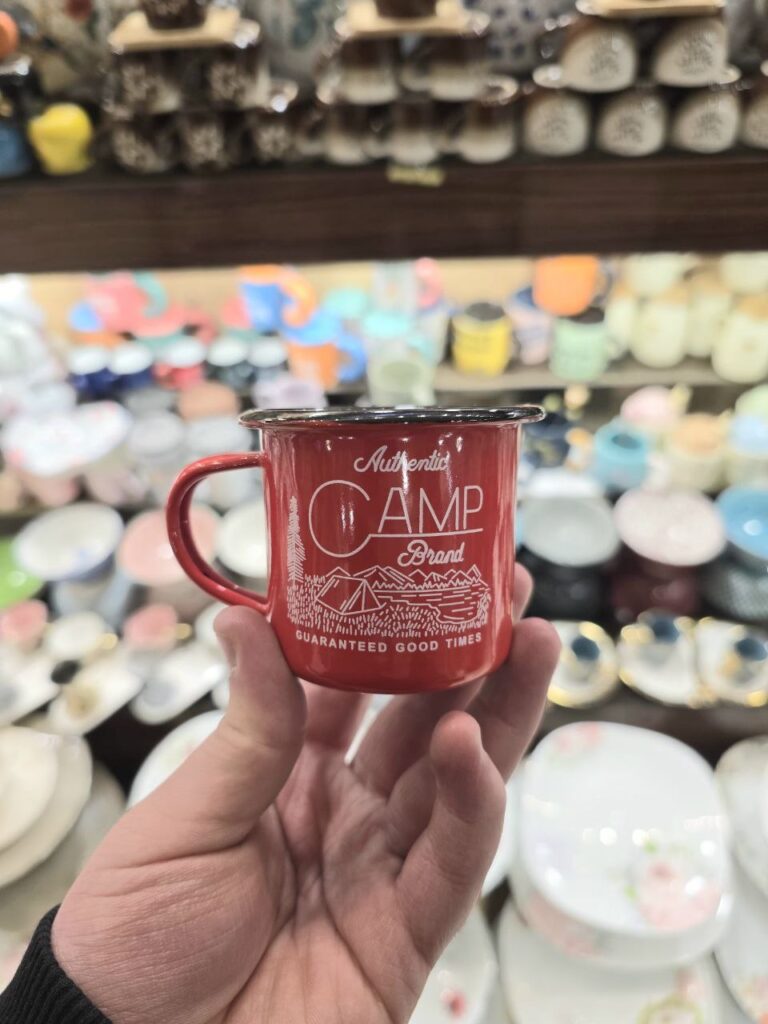 Authentic
CAMP
Brand
GUARANTEED GOOD TIMES